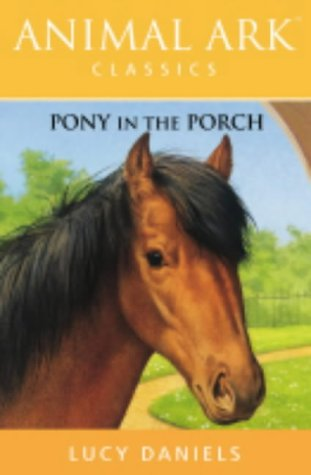 ANIMAL ARK™
CLASSICS
PONY IN THE PORCH
LUCY DANIELS